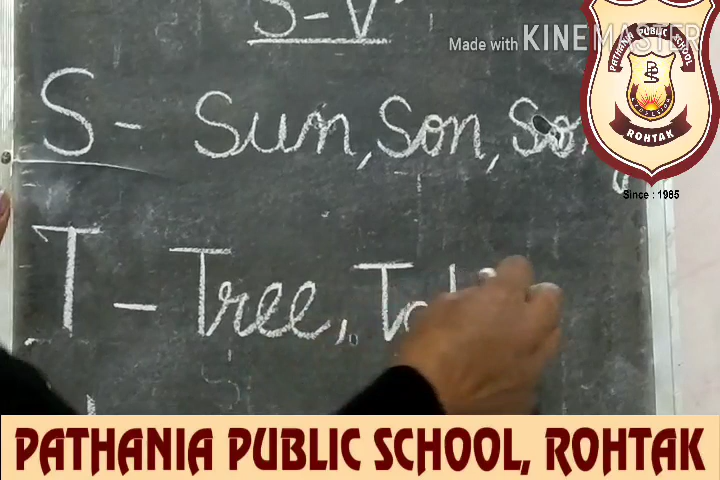 S-V
Made with KINEMASTER
PATHANIA PUBLIC SCHOOL
ROHTAK
Since : 1985
S - Sun, Son,
T - Tree,
PATHANIA PUBLIC SCHOOL, ROHTAK